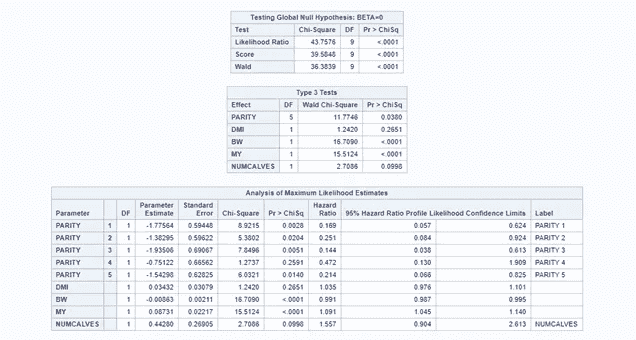 Testing Global Null Hypothesis: BETA=0
Test Chi-Square DF Pr > ChiSq
Likelihood Ratio 43.7576 9 <.0001
Score 39.5848 9 <.0001
Wald 36.3839 9 <.0001
Type 3 Tests
Effect DF Wald Chi-Square Pr > ChiSq
PARITY 5 11.7746 0.0380
DMI 1 1.2420 0.2651
BW 1 16.7090 <.0001
MY 1 15.5124 <.0001
NUMCALVES 1 2.7086 0.0998
Analysis of Maximum Likelihood Estimates
Parameter DF Parameter Estimate Standard Error Chi-Square Pr > ChiSq Hazard Ratio 95% Hazard Ratio Profile Likelihood Confidence Limits Label
PARITY 1 1 -1.77564 0.59448 8.9215 0.0028 0.169 0.057 0.624 PARITY 1
PARITY 2 1 -1.38295 0.59622 5.3802 0.0204 0.251 0.084 0.924 PARITY 2
PARITY 3 1 -1.93506 0.69067 7.8496 0.0051 0.144 0.038 0.613 PARITY 3
PARITY 4 1 -0.75122 0.66562 1.2737 0.2591 0.472 0.130 1.909 PARITY 4
PARITY 5 1 -1.54298 0.62825 6.0321 0.0140 0.214 0.066 0.825 PARITY 5
DMI 1 0.03432 0.03079 1.2420 0.2651 1.035 0.976 1.101
BW 1 -0.00863 0.00211 16.7090 <.0001 0.991 0.987 0.995
MY 1 0.08731 0.02217 15.5124 <.0001 1.091 1.045 1.140
NUMCALVES 1 0.44280 0.26905 2.7086 0.0998 1.557 0.904 2.613 NUMCALVES